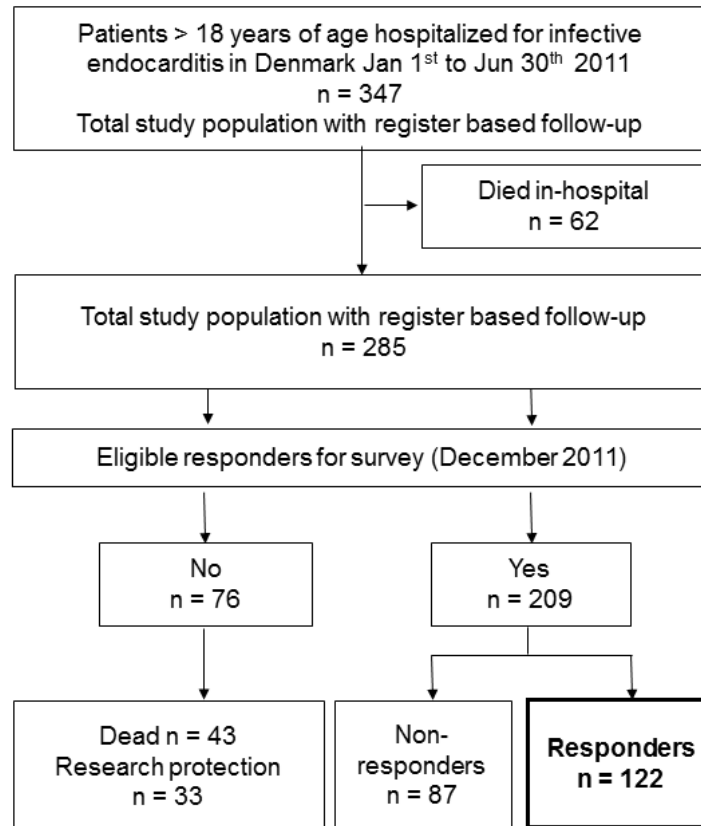 Patients > 18 years of age hospitalized for infective
endocarditis in Denmark Jan 1st to Jun 30th 2011
n = 347
Total study population with register based follow-up
Died in-hospital
n = 62
Total study population with register based follow-up
n = 285
Eligible responders for survey (December 2011)
No
n = 76
Yes
n = 209
Dead n = 43
Research protection
n = 33
Non-
responders
n = 87
Responders
n = 122